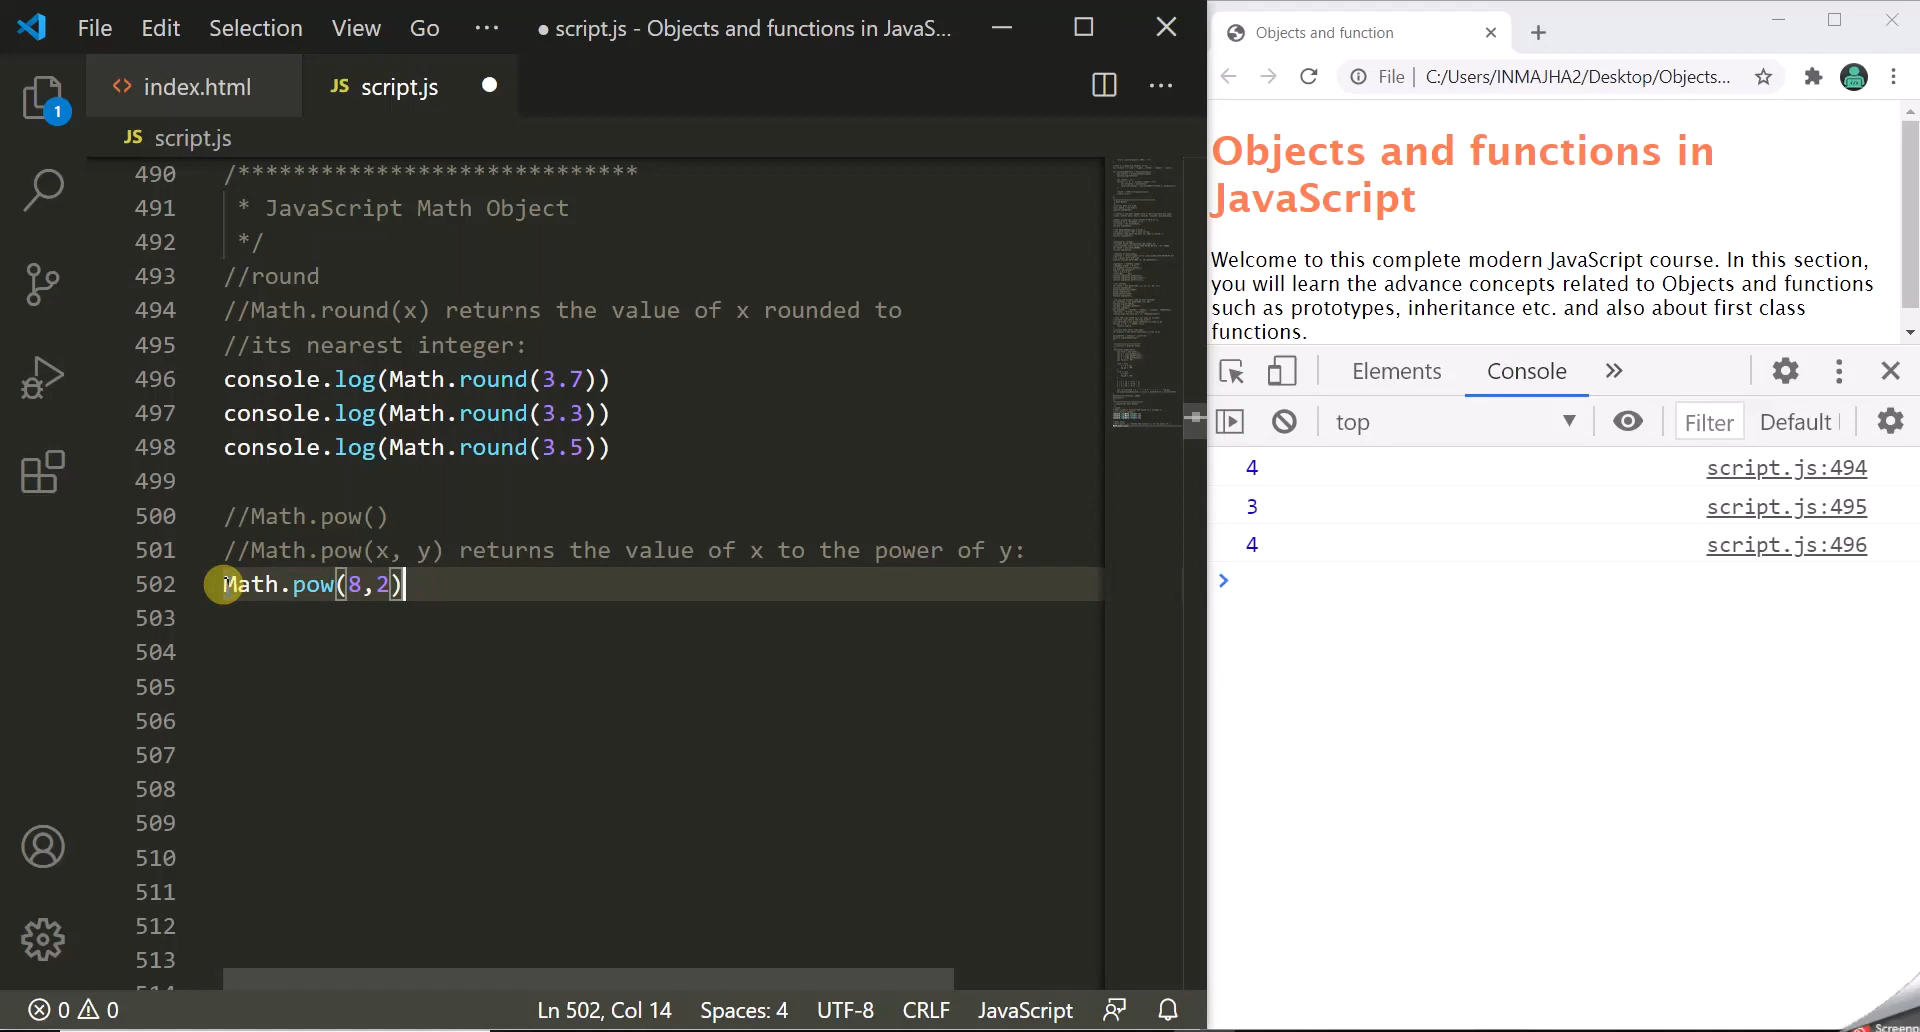 File Edit Selection View Go ··· ● script.js - Objects and functions in JavaS...
index.html JS script.js
1
JS script.js
490 /*****************************
491 * JavaScript Math Object
492 */
493 //round
494 //Math.round(x) returns the value of x rounded to
495 //its nearest integer:
496 console.log(Math.round(3.7))
497 console.log(Math.round(3.3))
498 console.log(Math.round(3.5))
499
500 //Math.pow()
501 //Math.pow(x, y) returns the value of x to the power of y:
502 Math.pow(8,2)
503
504
505
506
507
508
509
510
511
512
513
514
0 0 Ln 502, Col 14 Spaces: 4 UTF-8 CRLF JavaScript
Objects and function
File | C:/Users/INMAJHA2/Desktop/Objects...
Objects and functions in
JavaScript
Welcome to this complete modern JavaScript course. In this section,
you will learn the advance concepts related to Objects and functions
such as prototypes, inheritance etc. and also about first class
functions.
Elements Console »
top Filter Default
4 script.js:494
3 script.js:495
4 script.js:496
>